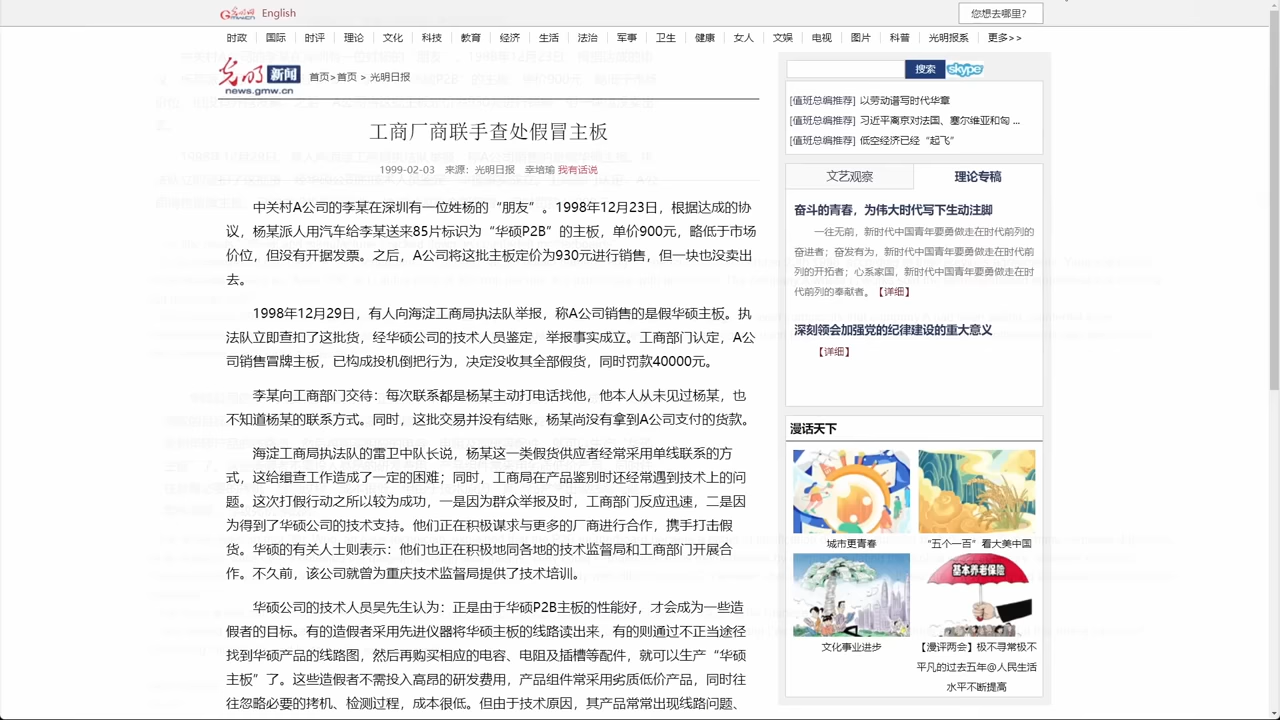 光明网 English
您想去哪里?
时政 国际 时评 理论 文化 科技 教育 经济 生活 法治 军事 卫生 健康 女人 文娱 电视 图片 科普 光明报系 更多>>
光明 新闻
news.gmw.cn
首页>首页 > 光明日报
工商厂商联手查处假冒主板
1999-02-03 来源：光明日报 幸培瑜 我有话说
中关村A公司的李某在深圳有一位姓杨的“朋友”。1998年12月23日，根据达成的协
议，杨某派人用汽车给李某送来85片标识为“华硕P2B”的主板，单价900元，略低于市场
价位，但没有开据发票。之后，A公司将这批主板定价为930元进行销售，但一块也没卖出
去。
1998年12月29日，有人向海淀工商局执法队举报，称A公司销售的是假华硕主板。执
法队立即查扣了这批货，经华硕公司的技术人员鉴定，举报事实成立。工商部门认定，A公
司销售冒牌主板，已构成投机倒把行为，决定没收其全部假货，同时罚款40000元。
李某向工商部门交待：每次联系都是杨某主动打电话找他，他本人从未见过杨某，也
不知道杨某的联系方式。同时，这批交易并没有结账，杨某尚没有拿到A公司支付的货款。
海淀工商局执法队的雷卫中队长说，杨某这一类假货供应者经常采用单线联系的方
式，这给缉查工作造成了一定的困难；同时，工商局在产品鉴别时还经常遇到技术上的问
题。这次打假行动之所以较为成功，一是因为群众举报及时，工商部门反应迅速，二是因
为得到了华硕公司的技术支持。他们正在积极谋求与更多的厂商进行合作，携手打击假
货。华硕的有关人士则表示：他们也正在积极地同各地的技术监督局和工商部门开展合
作。不久前，该公司就曾为重庆技术监督局提供了技术培训。
华硕公司的技术人员吴先生认为：正是由于华硕P2B主板的性能好，才会成为一些造
假者的目标。有的造假者采用先进仪器将华硕主板的线路读出来，有的则通过不正当途径
找到华硕产品的线路图，然后再购买相应的电容、电阻及插槽等配件，就可以生产“华硕
主板”了。这些造假者不需投入高昂的研发费用，产品组件常采用劣质低价产品，同时往
往忽略必要的拷机、检测过程，成本很低。但由于技术原因，其产品常常出现线路问题、
搜索 skype
[值班总编推荐] 以劳动谱写时代华章
[值班总编推荐] 习近平离京对法国、塞尔维亚和匈 ...
[值班总编推荐] 低空经济已经“起飞”
文艺观察 理论专稿
奋斗的青春，为伟大时代写下生动注脚
一往无前，新时代中国青年要勇做走在时代前列的
奋进者；奋发有为，新时代中国青年要勇做走在时代前
列的开拓者；心系家国，新时代中国青年要勇做走在时
代前列的奉献者。【详细】
深刻领会加强党的纪律建设的重大意义
【详细】
漫话天下
城市更青春 “五个一百”看大美中国
基本养老保险
文化事业进步 【漫评两会】极不寻常极不
平凡的过去五年@人民生活
水平不断提高